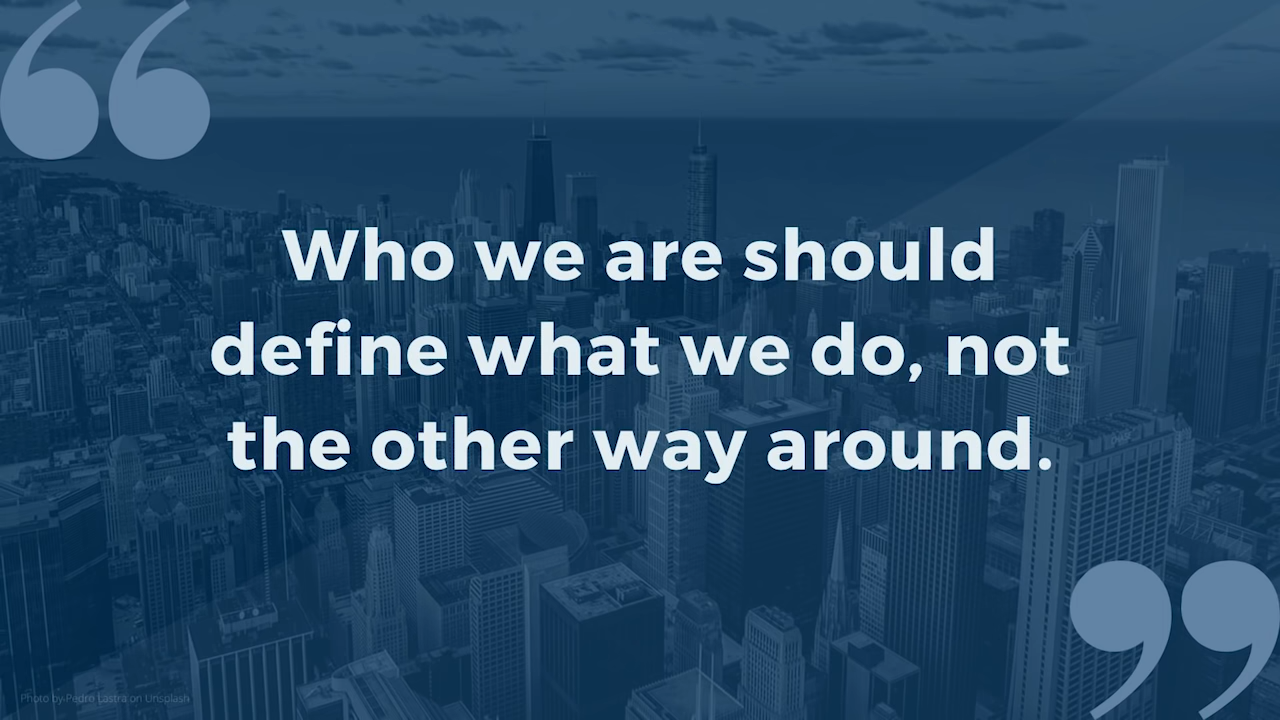 Who we are should
define what we do, not
the other way around.
Photo by Pedro Lastra on Unsplash